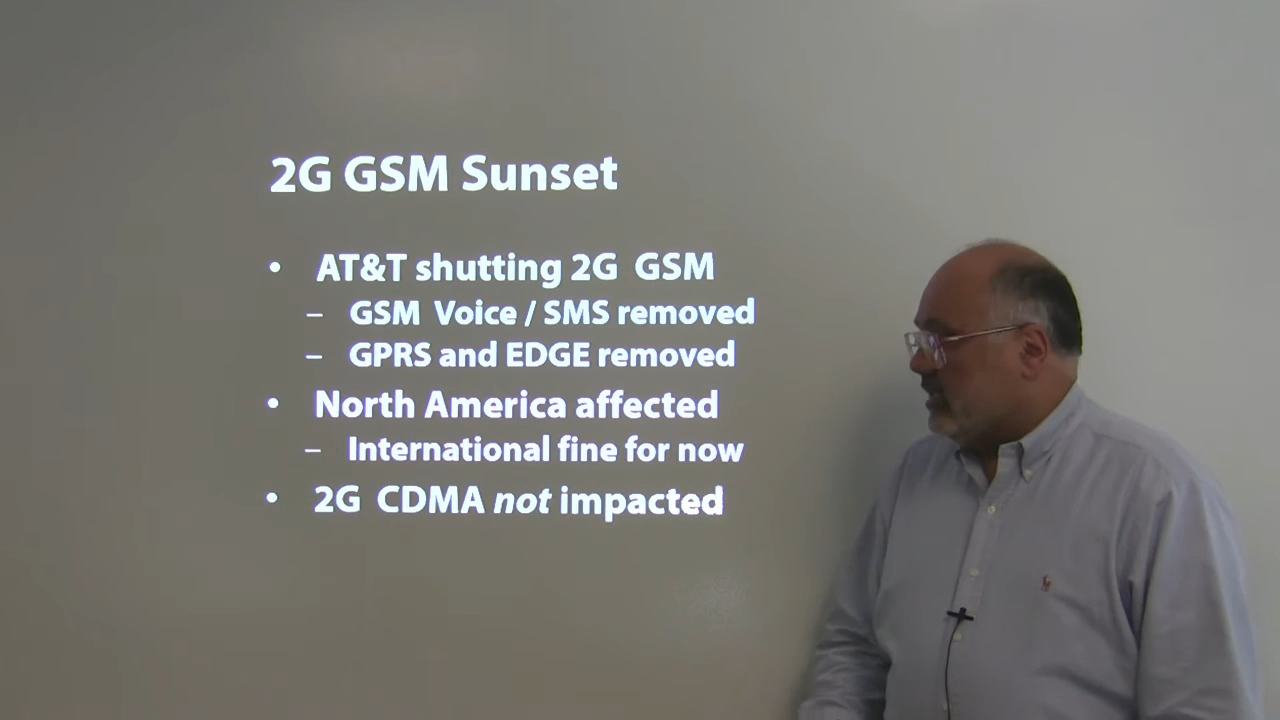 2G GSM Sunset
• AT&T shutting 2G GSM
– GSM Voice / SMS removed
– GPRS and EDGE removed
• North America affected
– International fine for now
• 2G CDMA not impacted